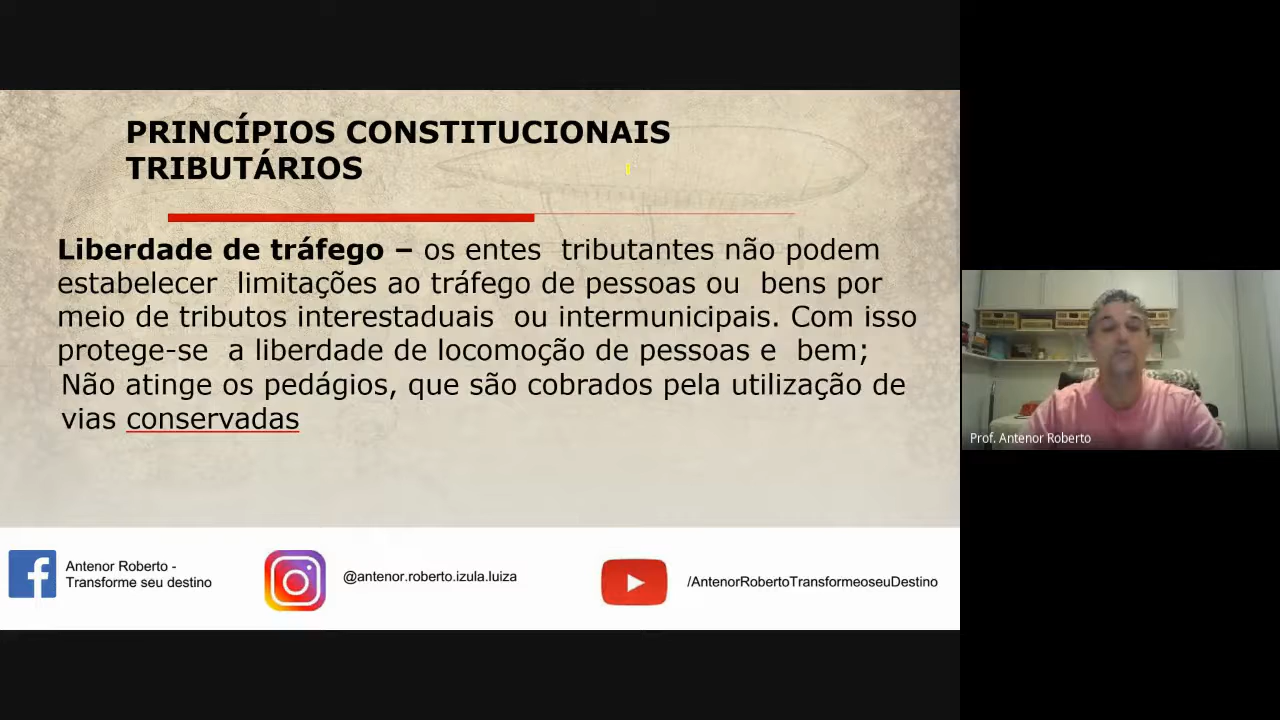 PRINCÍPIOS CONSTITUCIONAIS
TRIBUTÁRIOS
Liberdade de tráfego – os entes tributantes não podem
estabelecer limitações ao tráfego de pessoas ou bens por
meio de tributos interestaduais ou intermunicipais. Com isso
protege-se a liberdade de locomoção de pessoas e bem;
Não atinge os pedágios, que são cobrados pela utilização de
vias conservadas
Antenor Roberto -
Transforme seu destino
@antenor.roberto.izula.luiza
/AntenorRobertoTransformeoseuDestino
Prof. Antenor Roberto